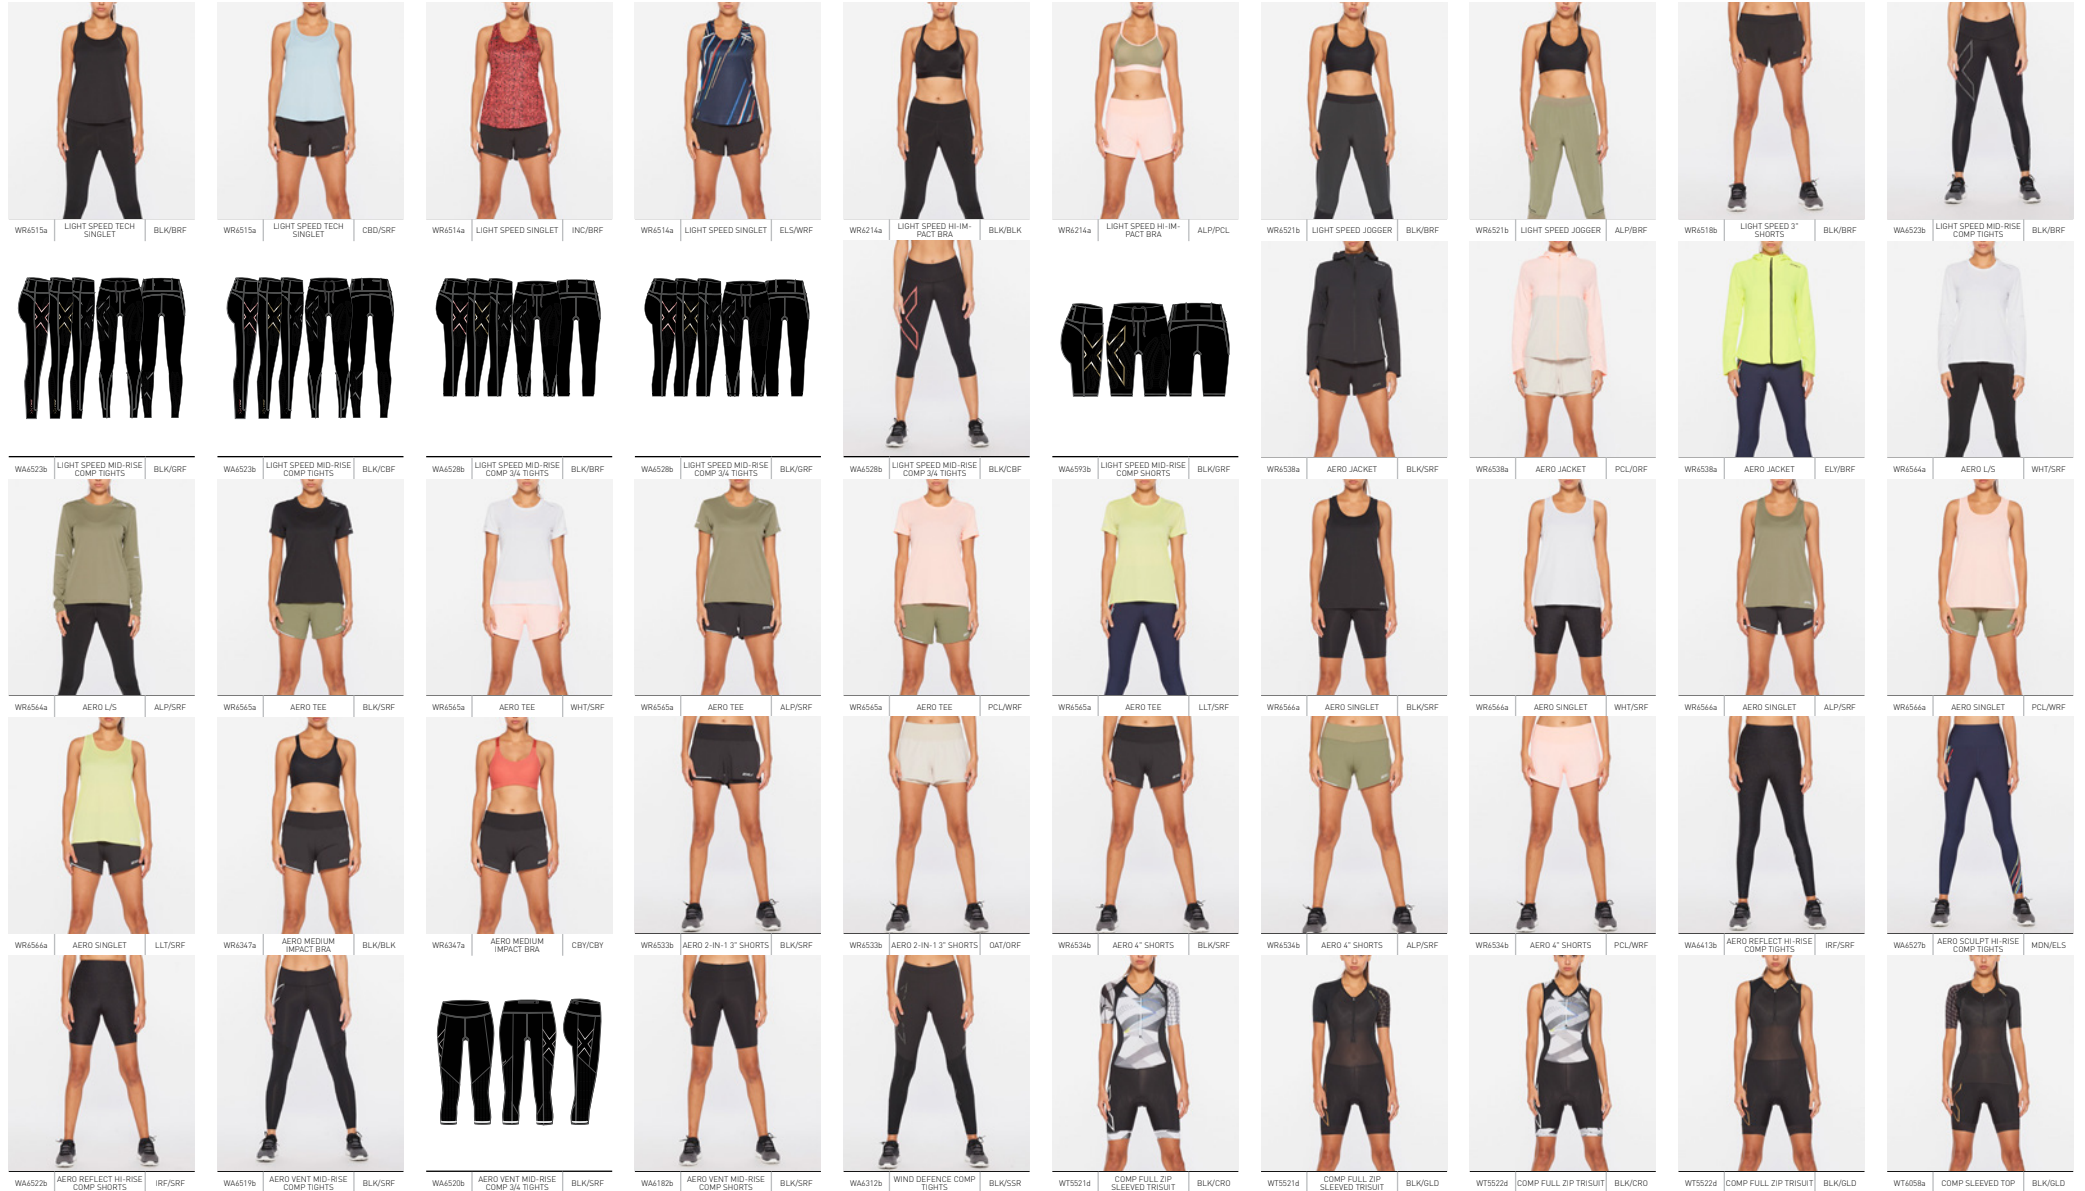 WR6515a LIGHT SPEED TECH SINGLET BLK/BRF
WR6515a LIGHT SPEED TECH SINGLET CBD/SRF
WR6514a LIGHT SPEED SINGLET INC/BRF
WR6514a LIGHT SPEED SINGLET ELS/WRF
WR6214a LIGHT SPEED HI-IM-PACT BRA BLK/BLK
WR6214a LIGHT SPEED HI-IM-PACT BRA ALP/PCL
WR6521b LIGHT SPEED JOGGER BLK/BRF
WR6521b LIGHT SPEED JOGGER ALP/BRF
WR6518b LIGHT SPEED 3" SHORTS BLK/BRF
WA6523b LIGHT SPEED MID-RISE COMP TIGHTS BLK/BRF
WA6523b LIGHT SPEED MID-RISE COMP TIGHTS BLK/GRF
WA6523b LIGHT SPEED MID-RISE COMP TIGHTS BLK/CBF
WA6528b LIGHT SPEED MID-RISE COMP 3/4 TIGHTS BLK/BRF
WA6528b LIGHT SPEED MID-RISE COMP 3/4 TIGHTS BLK/GRF
WA6528b LIGHT SPEED MID-RISE COMP 3/4 TIGHTS BLK/CBF
WA6593b LIGHT SPEED MID-RISE COMP SHORTS BLK/GRF
WR6538a AERO JACKET BLK/SRF
WR6538a AERO JACKET PCL/ORF
WR6538a AERO JACKET ELY/BRF
WR6564a AERO L/S WHT/SRF
WR6564a AERO L/S ALP/SRF
WR6565a AERO TEE BLK/SRF
WR6565a AERO TEE WHT/SRF
WR6565a AERO TEE ALP/SRF
WR6565a AERO TEE PCL/WRF
WR6565a AERO TEE LLT/SRF
WR6566a AERO SINGLET BLK/SRF
WR6566a AERO SINGLET WHT/SRF
WR6566a AERO SINGLET ALP/SRF
WR6566a AERO SINGLET PCL/WRF
WR6566a AERO SINGLET LLT/SRF
WR6347a AERO MEDIUM IMPACT BRA BLK/BLK
WR6347a AERO MEDIUM IMPACT BRA CBY/CBY
WR6533b AERO 2-IN-1 3" SHORTS BLK/SRF
WR6533b AERO 2-IN-1 3" SHORTS OAT/ORF
WR6534b AERO 4" SHORTS BLK/SRF
WR6534b AERO 4" SHORTS ALP/SRF
WR6534b AERO 4" SHORTS PCL/WRF
WA6413b AERO REFLECT HI-RISE COMP TIGHTS IRF/SRF
WA6527b AERO SCULPT HI-RISE COMP TIGHTS MDN/ELS
WA6522b AERO REFLECT HI-RISE COMP SHORTS IRF/SRF
WA6519b AERO VENT MID-RISE COMP TIGHTS BLK/SRF
WA6520b AERO VENT MID-RISE COMP 3/4 TIGHTS BLK/SRF
WA6182b AERO VENT MID-RISE COMP SHORTS BLK/SRF
WA6312b WIND DEFENCE COMP TIGHTS BLK/SSR
WT5521d COMP FULL ZIP SLEEVED TRISUIT BLK/CRO
WT5521d COMP FULL ZIP SLEEVED TRISUIT BLK/GLD
WT5522d COMP FULL ZIP TRISUIT BLK/CRO
WT5522d COMP FULL ZIP TRISUIT BLK/GLD
WT6058a COMP SLEEVED TOP BLK/GLD